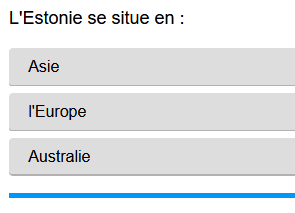 L'Estonie se situe en :
Asie
l'Europe
Australie